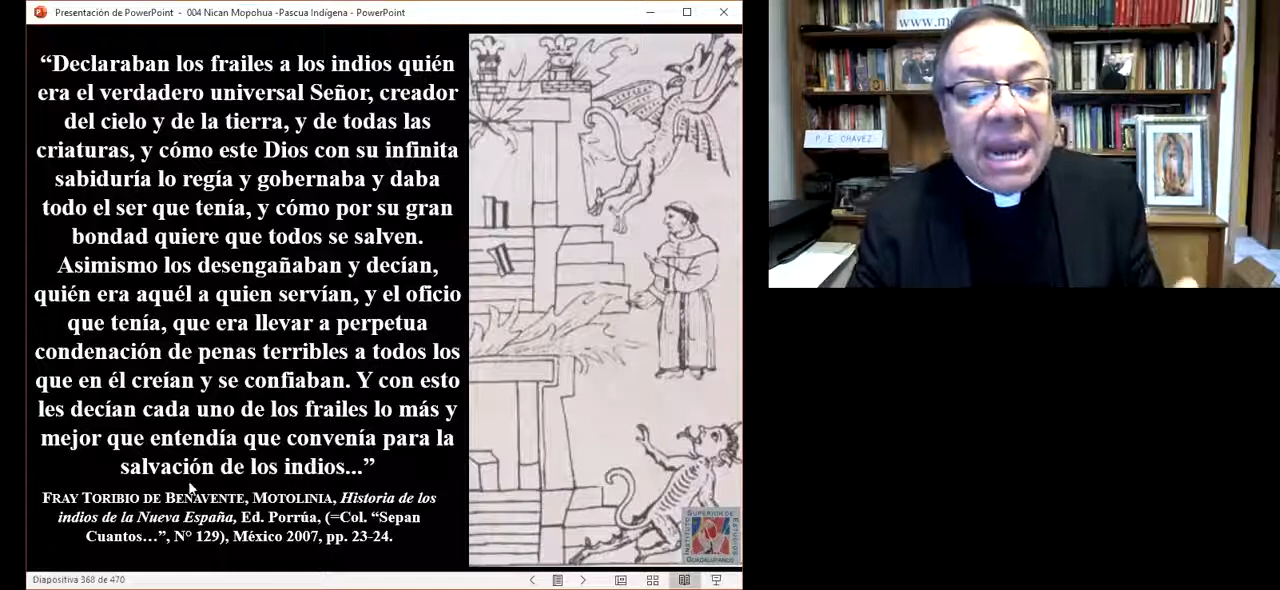 Presentación de PowerPoint - 004 Nican Mopohua -Pascua Indígena - PowerPoint
“Declaraban los frailes a los indios quién
era el verdadero universal Señor, creador
del cielo y de la tierra, y de todas las
criaturas, y cómo este Dios con su infinita
sabiduría lo regía y gobernaba y daba
todo el ser que tenía, y cómo por su gran
bondad quiere que todos se salven.
Asimismo los desengañaban y decían,
quién era aquél a quien servían, y el oficio
que tenía, que era llevar a perpetua
condenación de penas terribles a todos los
que en él creían y se confiaban. Y con esto
les decían cada uno de los frailes lo más y
mejor que entendía que convenía para la
salvación de los indios...”
FRAY TORIBIO DE BENAVENTE, MOTOLINIA, Historia de los
indios de la Nueva España, Ed. Porrúa, (=Col. “Sepan
Cuantos…”, N° 129), México 2007, pp. 23-24.
SUPERIOR DE
INSTITUTO
ESTUDIOS
GUADALUPANOS
Diapositiva 368 de 470
www.m
P. E. CHAVEZ